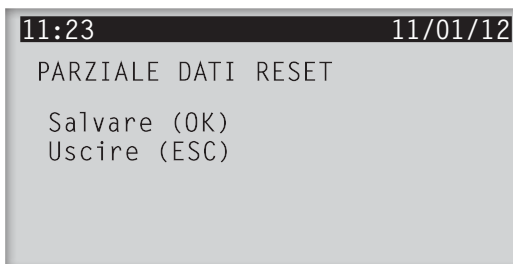 11:23 11/01/12
PARZIALE DATI RESET
Salvare (OK)
Uscire (ESC)